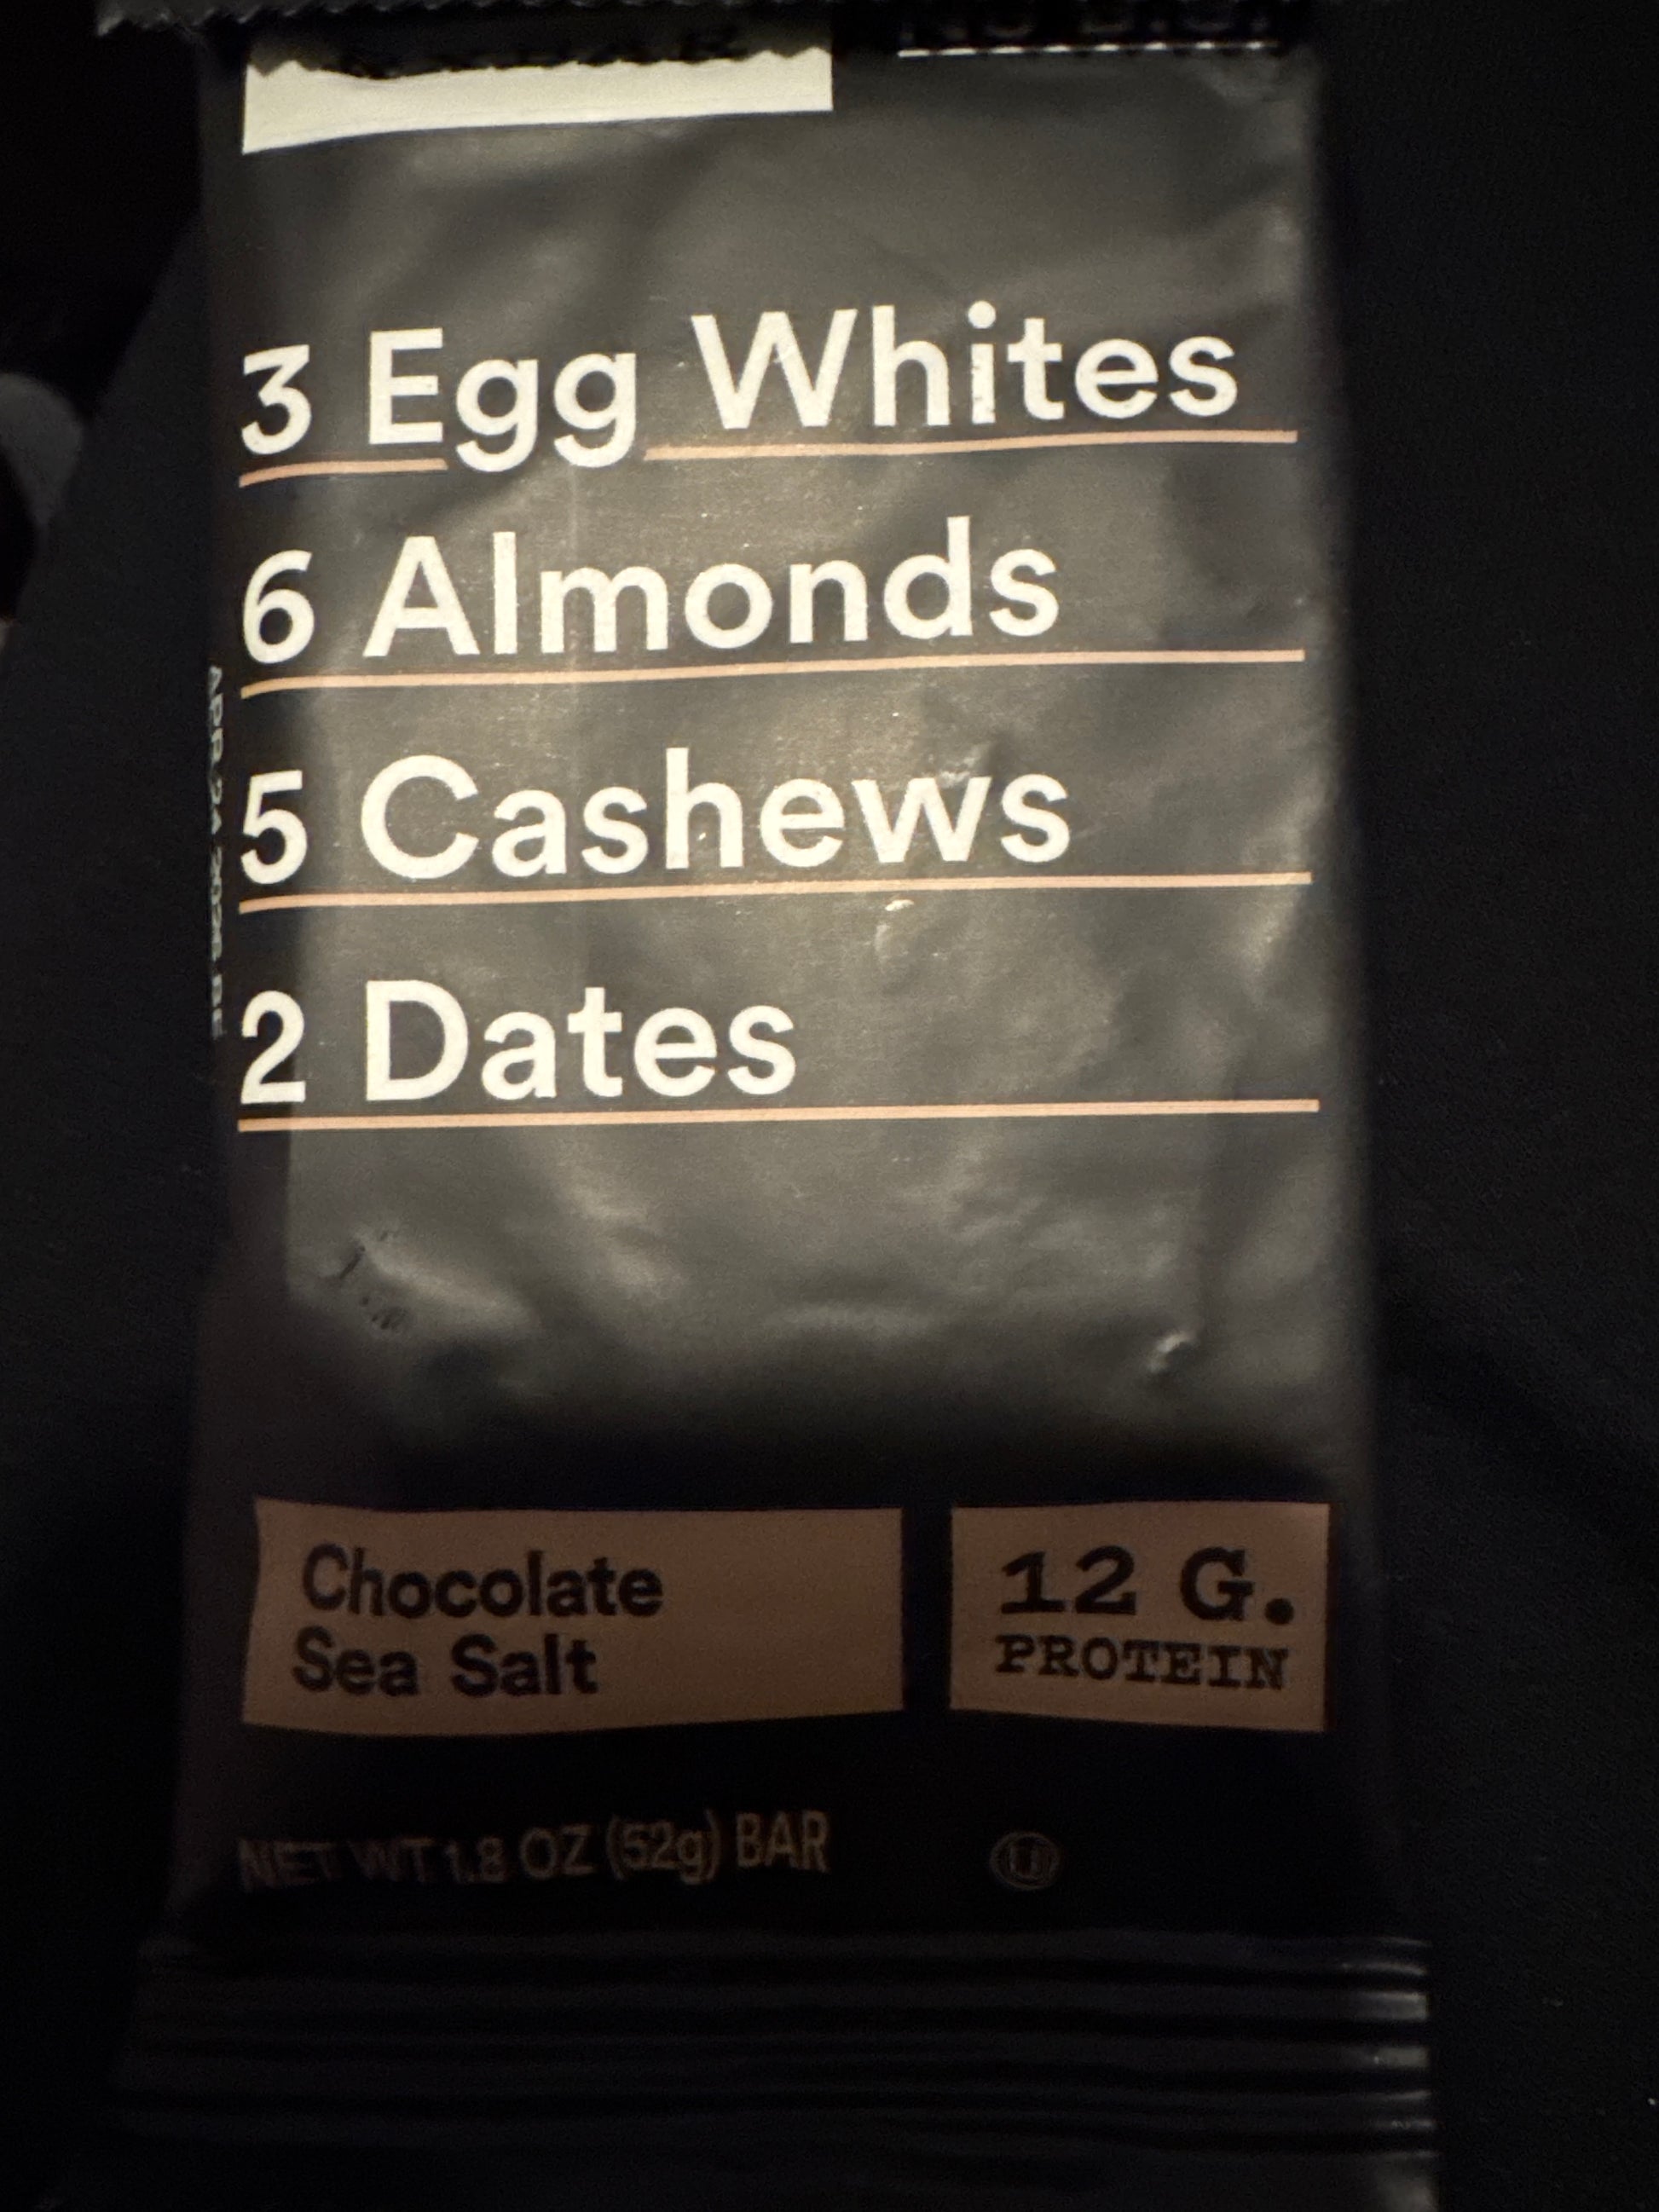 3 Egg Whites
6 Almonds
5 Cashews
2 Dates
Chocolate
Sea Salt
12 G.
PROTEIN
NET WT 1.8 OZ (52g) BAR
U